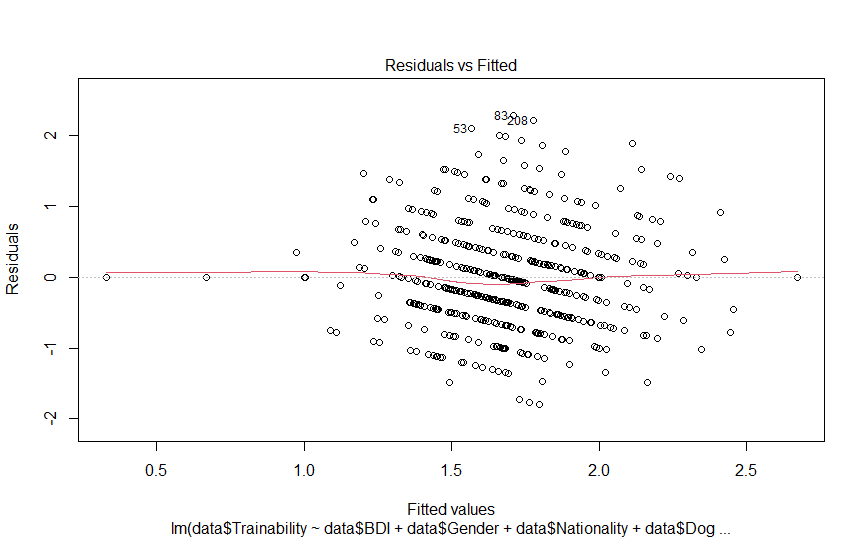 Residuals vs Fitted
Residuals
2
1
0
-1
-2
83
208
53
0.5 1.0 1.5 2.0 2.5
Fitted values
lm(data$Trainability ~ data$BDI + data$Gender + data$Nationality + data$Dog ...